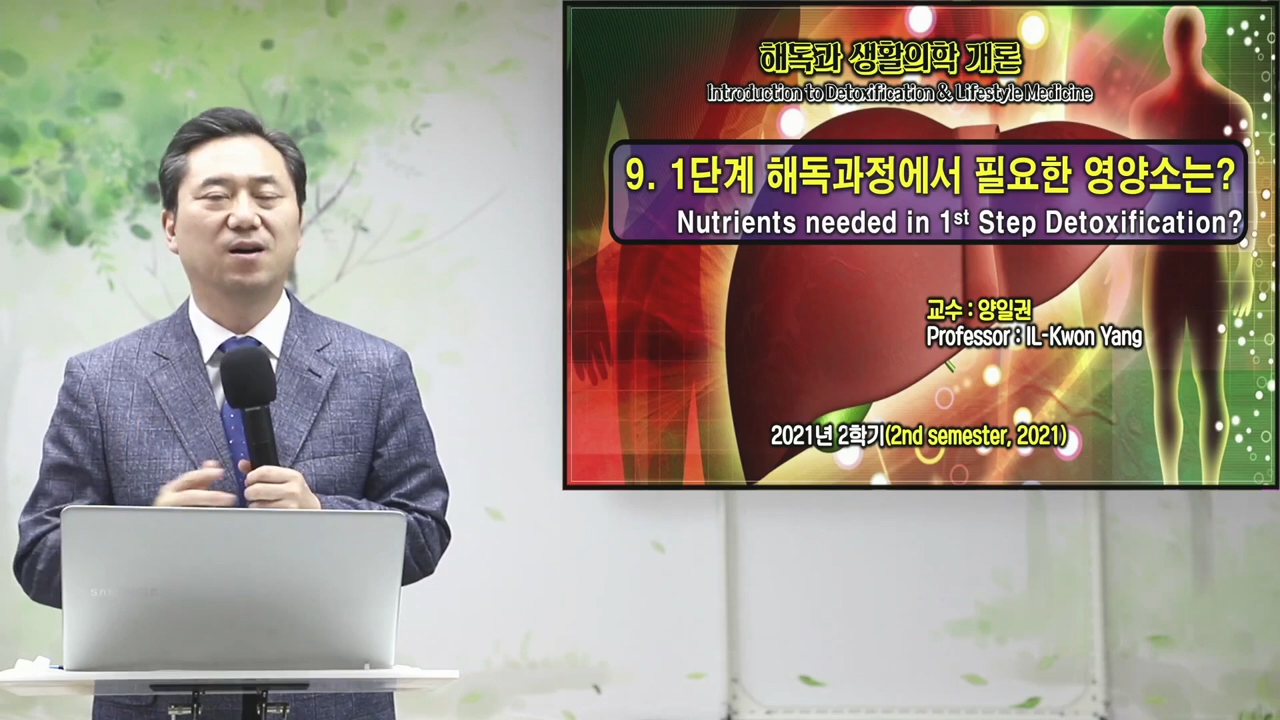 해독과 생활의학 개론
Introduction to Detoxification & Lifestyle Medicine
9. 1단계 해독과정에서 필요한 영양소는?
Nutrients needed in 1st Step Detoxification?
교수 : 양일권
Professor : IL-Kwon Yang
2021년 2학기(2nd semester, 2021)